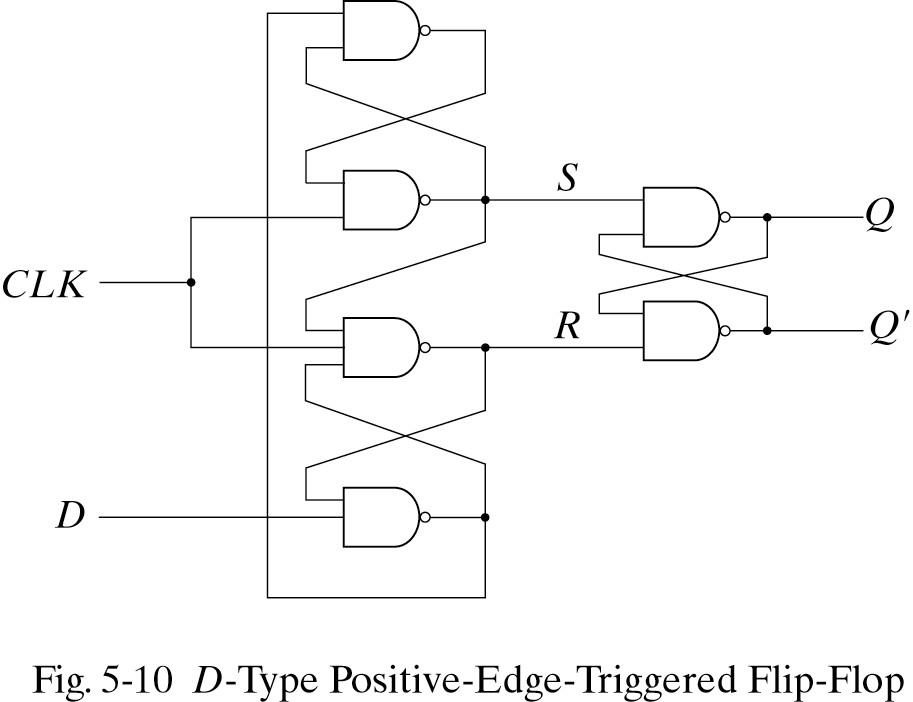 S
Q
CLK
R
Q′
D
Fig. 5-10 D-Type Positive-Edge-Triggered Flip-Flop